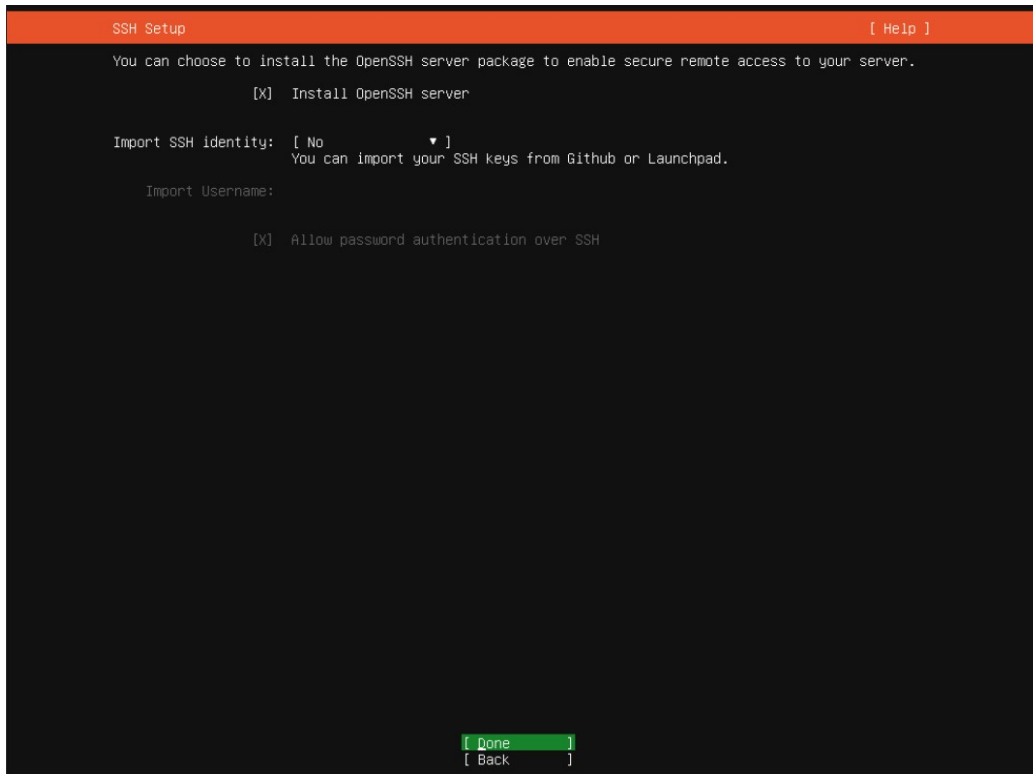 SSH Setup [ Help ]
You can choose to install the OpenSSH server package to enable secure remote access to your server.
[X] Install OpenSSH server
Import SSH identity: [ No ▼ ]
You can import your SSH keys from Github or Launchpad.
Import Username:
[X] Allow password authentication over SSH
[ Done ]
[ Back ]